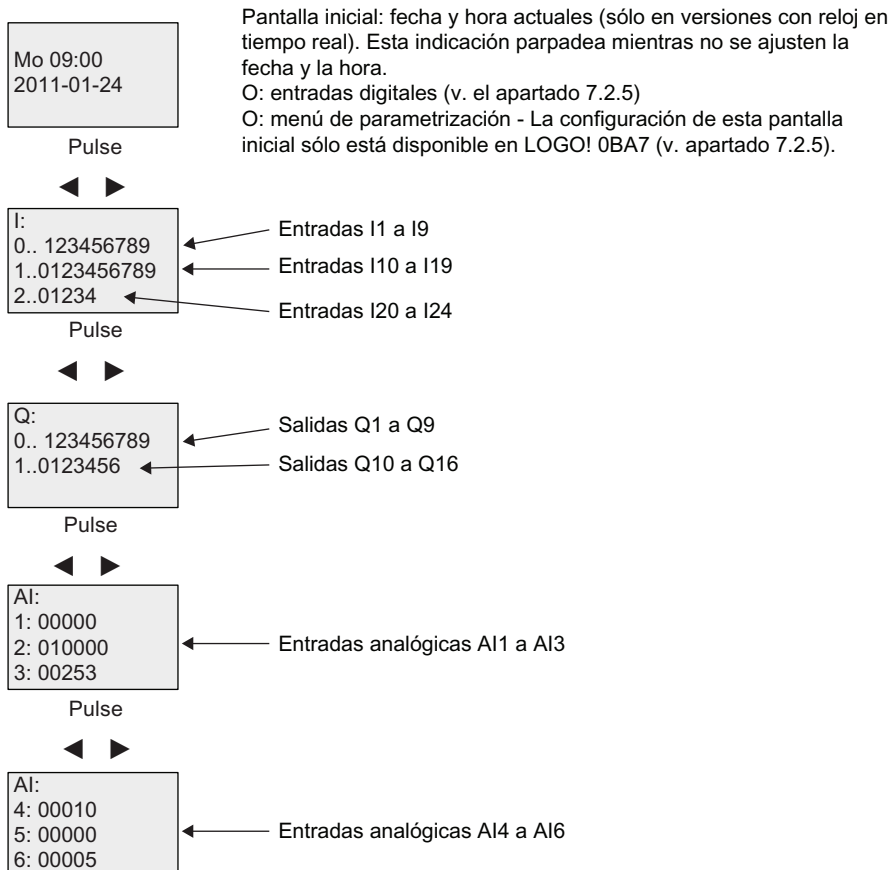 Pantalla inicial: fecha y hora actuales (sólo en versiones con reloj en
tiempo real). Esta indicación parpadea mientras no se ajusten la
fecha y la hora.
O: entradas digitales (v. el apartado 7.2.5)
O: menú de parametrización - La configuración de esta pantalla
inicial sólo está disponible en LOGO! 0BA7 (v. apartado 7.2.5).
Mo 09:00
2011-01-24
Pulse
I:
0.. 123456789
1..0123456789
2..01234
Entradas I1 a I9
Entradas I10 a I19
Entradas I20 a I24
Pulse
Q:
0.. 123456789
1..0123456
Salidas Q1 a Q9
Salidas Q10 a Q16
Pulse
AI:
1: 00000
2: 010000
3: 00253
Entradas analógicas AI1 a AI3
Pulse
AI:
4: 00010
5: 00000
6: 00005
Entradas analógicas AI4 a AI6